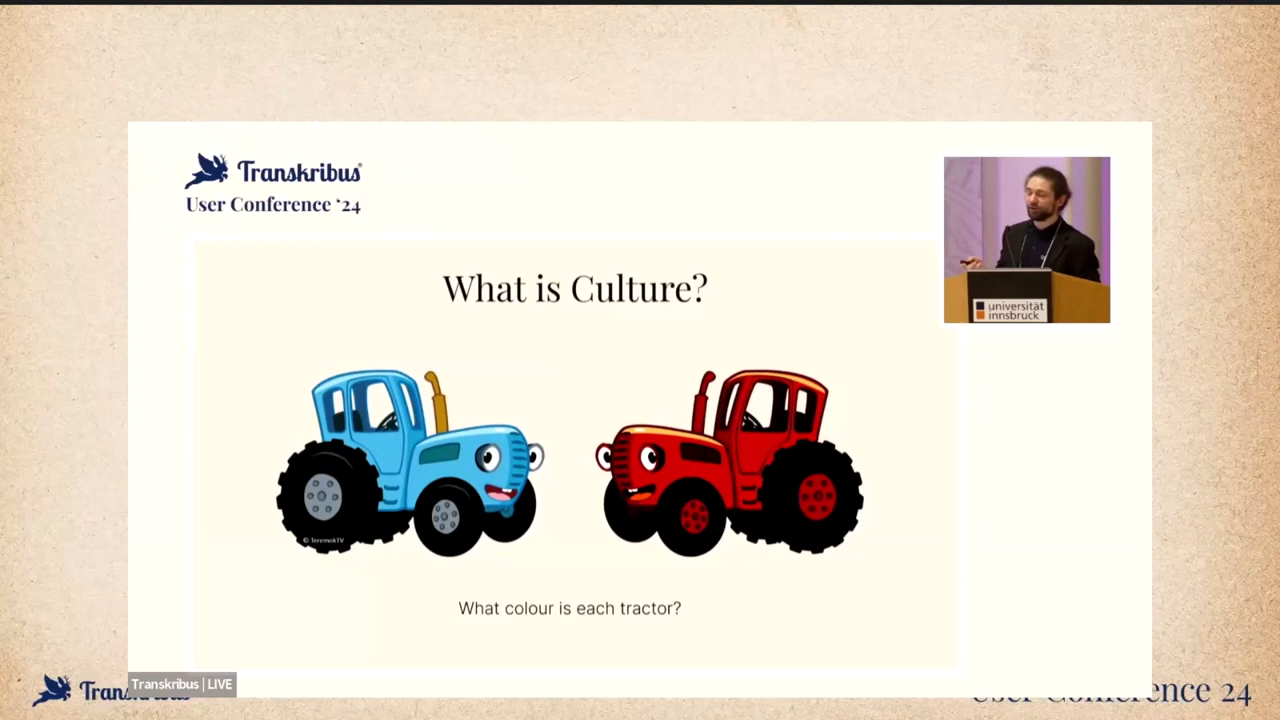 Transkribus
User Conference ‘24
What is Culture?
universität
innsbruck
© TeremokTV
What colour is each tractor?
Transkribus | LIVE
User Conference 24